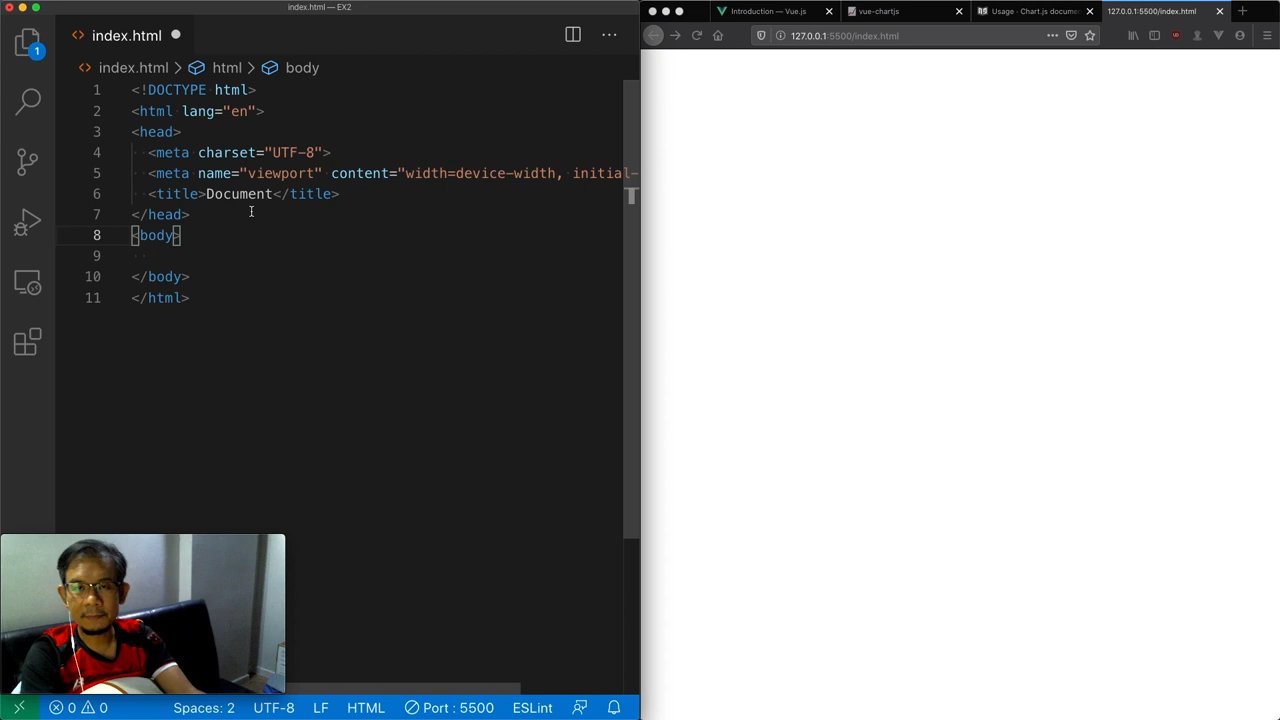 index.html — EX2
index.html
index.html > html > body
1 <!DOCTYPE html>
2 <html lang="en">
3 <head>
4 <meta charset="UTF-8">
5 <meta name="viewport" content="width=device-width, initial-
6 <title>Document</title>
7 </head>
8 <body>
9
10 </body>
11 </html>
1
Spaces: 2 UTF-8 LF HTML Port : 5500 ESLint
0 0
Introduction — Vue.js
vue-chartjs
Usage · Chart.js docume
127.0.0.1:5500/index.html
127.0.0.1:5500/index.html